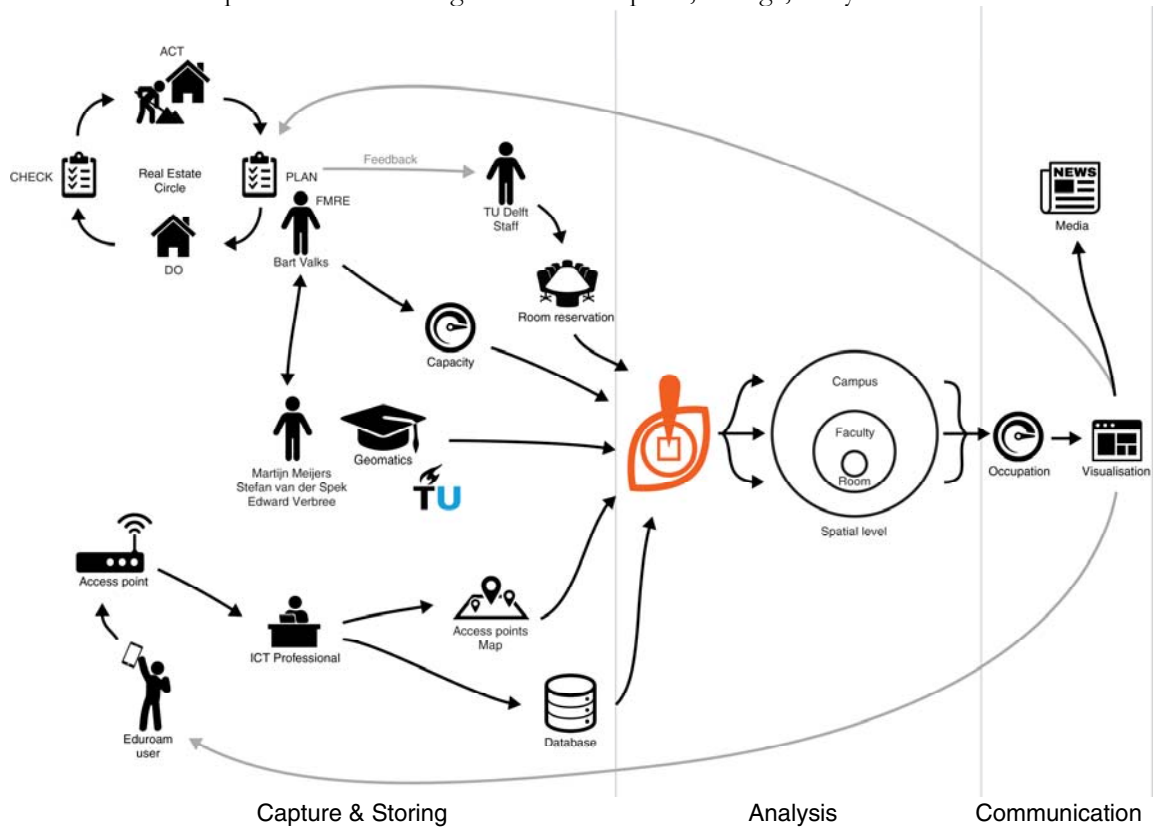 ACT
CHECK
Real Estate
Circle
PLAN
Feedback
FMRE
TU Delft
Staff
NEWS
Media
DO
Bart Valks
Room reservation
Capacity
Campus
Faculty
Room
Spatial level
Occupation
Visualisation
Geomatics
Martijn Meijers
Stefan van der Spek
Edward Verbree
TU
Access point
ICT Professional
Access points
Map
Eduroam
user
Database
Capture & Storing
Analysis
Communication